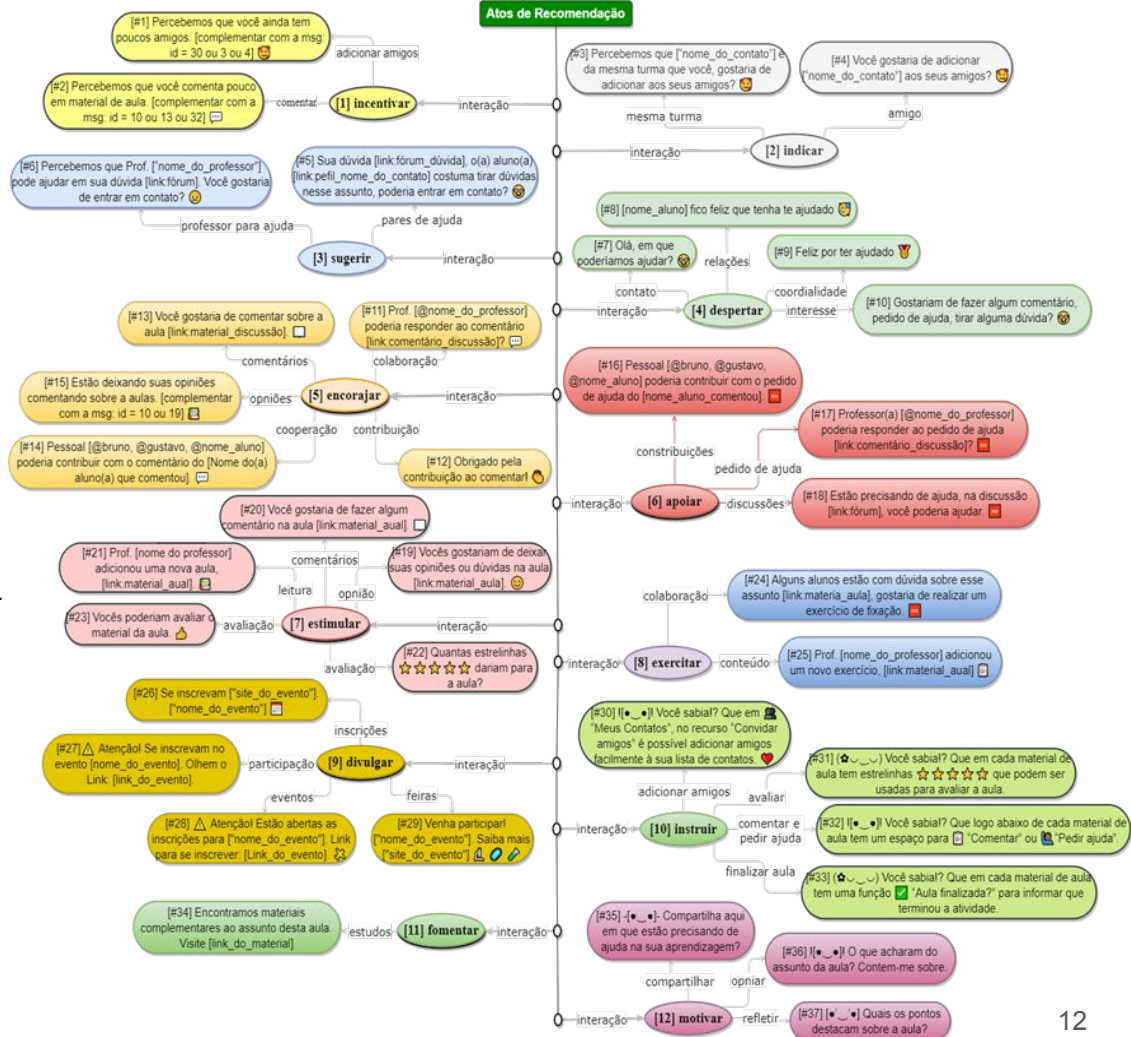 Atos de Recomendação
[#1] Percebemos que você ainda tem
poucos amigos. [complementar com a msg:
id = 30 ou 3 ou 4] 🥰
adicionar amigos
[#2] Percebemos que você comenta pouco
em material de aula. [complementar com a
msg: id = 10 ou 13 ou 32] 💬
comentar
[1] incentivar
interação
[#3] Percebemos que ["nome_do_contato"] é
da mesma turma que você, gostaria de
adicionar aos seus amigos? 🥰
[#4] Você gostaria de adicionar
["nome_do_contato"] aos seus amigos? 🥰
mesma turma
amigo
interação
[2] indicar
[#6] Percebemos que Prof. ["nome_do_professor"]
pode ajudar em sua dúvida [link:fórum]. Você gostaria
de entrar em contato? 😉
[#5] Sua dúvida [link:fórum_dúvida], o(a) aluno(a)
[link:pefil_nome_do_contato] costuma tirar dúvidas
nesse assunto, poderia entrar em contato? 🤓
professor para ajuda
pares de ajuda
[3] sugerir
interação
[#8] [nome_aluno] fico feliz que tenha te ajudado 🥳
[#7] Olá, em que
poderíamos ajudar? 🤓
relações
[#9] Feliz por ter ajudado 🏅
contato
coordialidade
interação
[4] despertar
interesse
[#10] Gostariam de fazer algum comentário,
pedido de ajuda, tirar alguma dúvida? 🤓
[#13] Você gostaria de comentar sobre a
aula [link:material_discussão].
[#11] Prof. [@nome_do_professor]
poderia responder ao comentário
[link:comentário_discussão]? 💬
comentários
colaboração
[#15] Estão deixando suas opiniões
comentando sobre a aulas. [complementar
com a msg: id = 10 ou 19]
opniões
[5] encorajar
interação
cooperação
contribuição
[#14] Pessoal [@bruno, @gustavo, @nome_aluno]
poderia contribuir com o comentário do [Nome do(a)
aluno(a) que comentou]. 💬
[#12] Obrigado pela
contribuição ao comentar! 👏
[#16] Pessoal [@bruno, @gustavo,
@nome_aluno] poderia contribuir com o pedido
de ajuda do [nome_aluno_comentou].
[#17] Professor(a) [@nome_do_professor]
poderia responder ao pedido de ajuda
[link:comentário_discussão]?
constribuições
pedido de ajuda
interação
[6] apoiar
discussões
[#18] Estão precisando de ajuda, na discussão
[link:fórum], você poderia ajudar.
[#20] Você gostaria de fazer algum
comentário na aula [link:material_aual].
[#21] Prof. [nome do professor]
adicionou uma nova aula,
[link:material_aual].
comentários
[#19] Vocês gostariam de deixar
suas opiniões ou dúvidas na aula
[link:material_aula]. 😊
leitura
opnião
[#23] Vocês poderiam avaliar o
material da aula. 👍
avaliação
[7] estimular
interação
avaliação
[#22] Quantas estrelinhas
⭐⭐⭐⭐⭐ dariam para
a aula?
[#24] Alguns alunos estão com dúvida sobre esse
assunto [link:materia_aula], gostaria de realizar um
exercício de fixação.
colaboração
interação
[8] exercitar
conteúdo
[#25] Prof. [nome_do_professor] adicionou
um novo exercício, [link:material_aual] 📋
[#26] Se inscrevam ["site_do_evento"].
["nome_do_evento"] 📅
inscrições
[#27]⚠ Atenção! Se inscrevam no
evento [nome_do_evento]. Olhem o
Link: [link_do_evento].
participação
[9] divulgar
interação
eventos
feiras
[#28] ⚠ Atenção! Estão abertas as
inscrições para ["nome_do_evento"]. Link
para se inscrever: [Link_do_evento].
[#29] Venha participar!
["nome_do_evento"]. Saiba mais
["site_do_evento"]
[#30] ![●‿●]! Você sabia!? Que em 👥
"Meus Contatos", no recurso "Convidar
amigos" é possível adicionar amigos
facilmente à sua lista de contatos. ❤
adicionar amigos
[#31] (✿◡‿◡) Você sabia!? Que em cada material de
aula tem estrelinhas ⭐⭐⭐⭐⭐ que podem ser
usadas para avaliar a aula.
avaliar
interação
[10] instruir
comentar e
pedir ajuda
[#32] ![●‿●]! Você sabia!? Que logo abaixo de cada material de
aula tem um espaço para 📋 "Comentar" ou 🙋"Pedir ajuda".
finalizar aula
[#33] (✿◡‿◡) Você sabia!? Que em cada material de aula
tem uma função ✅ "Aula finalizada?" para informar que
terminou a atividade.
[#34] Encontramos materiais
complementares ao assunto desta aula.
Visite [link_do_material]
estudos
[11] fomentar
interação
[#35] -[●‿●]- Compartilha aqui
em que estão precisando de
ajuda na sua aprendizagem?
compartilhar
[#36] ![●‿●]! O que acharam do
assunto da aula? Contem-me sobre.
opniar
interação
[12] motivar
refletir
[#37] [●´‿`●] Quais os pontos
destacam sobre a aula?
12